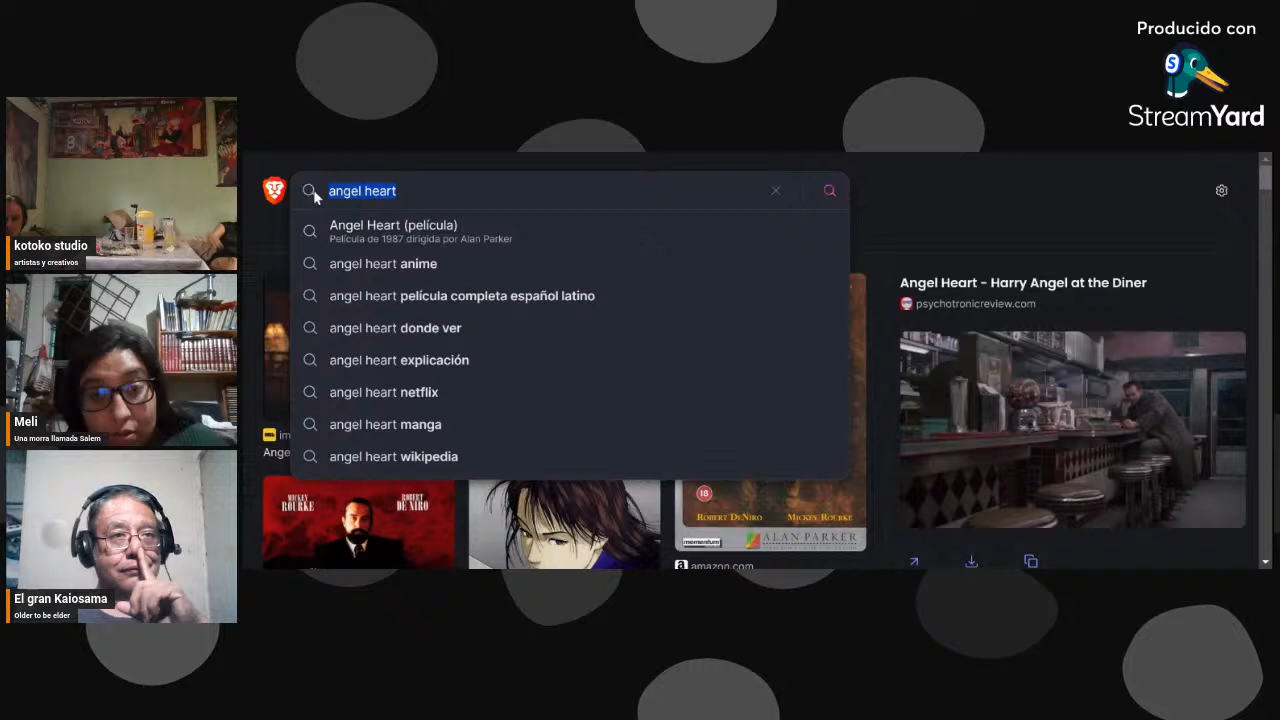 Producido con
StreamYard
kotoko studio
artistas y creativos
Meli
Una morra llamada Salem
El gran Kaiosama
Older to be elder
angel heart
Angel Heart (película)
Película de 1987 dirigida por Alan Parker
angel heart anime
angel heart película completa español latino
angel heart donde ver
angel heart explicación
angel heart netflix
angel heart manga
angel heart wikipedia
im
Ange
MICKEY ROURKE
ROBERT DE NIRO
18
ROBERT DENIRO MICKEY ROURKE
momentum
ALAN PARKER
amazon.com
Angel Heart - Harry Angel at the Diner
psychotronicreview.com